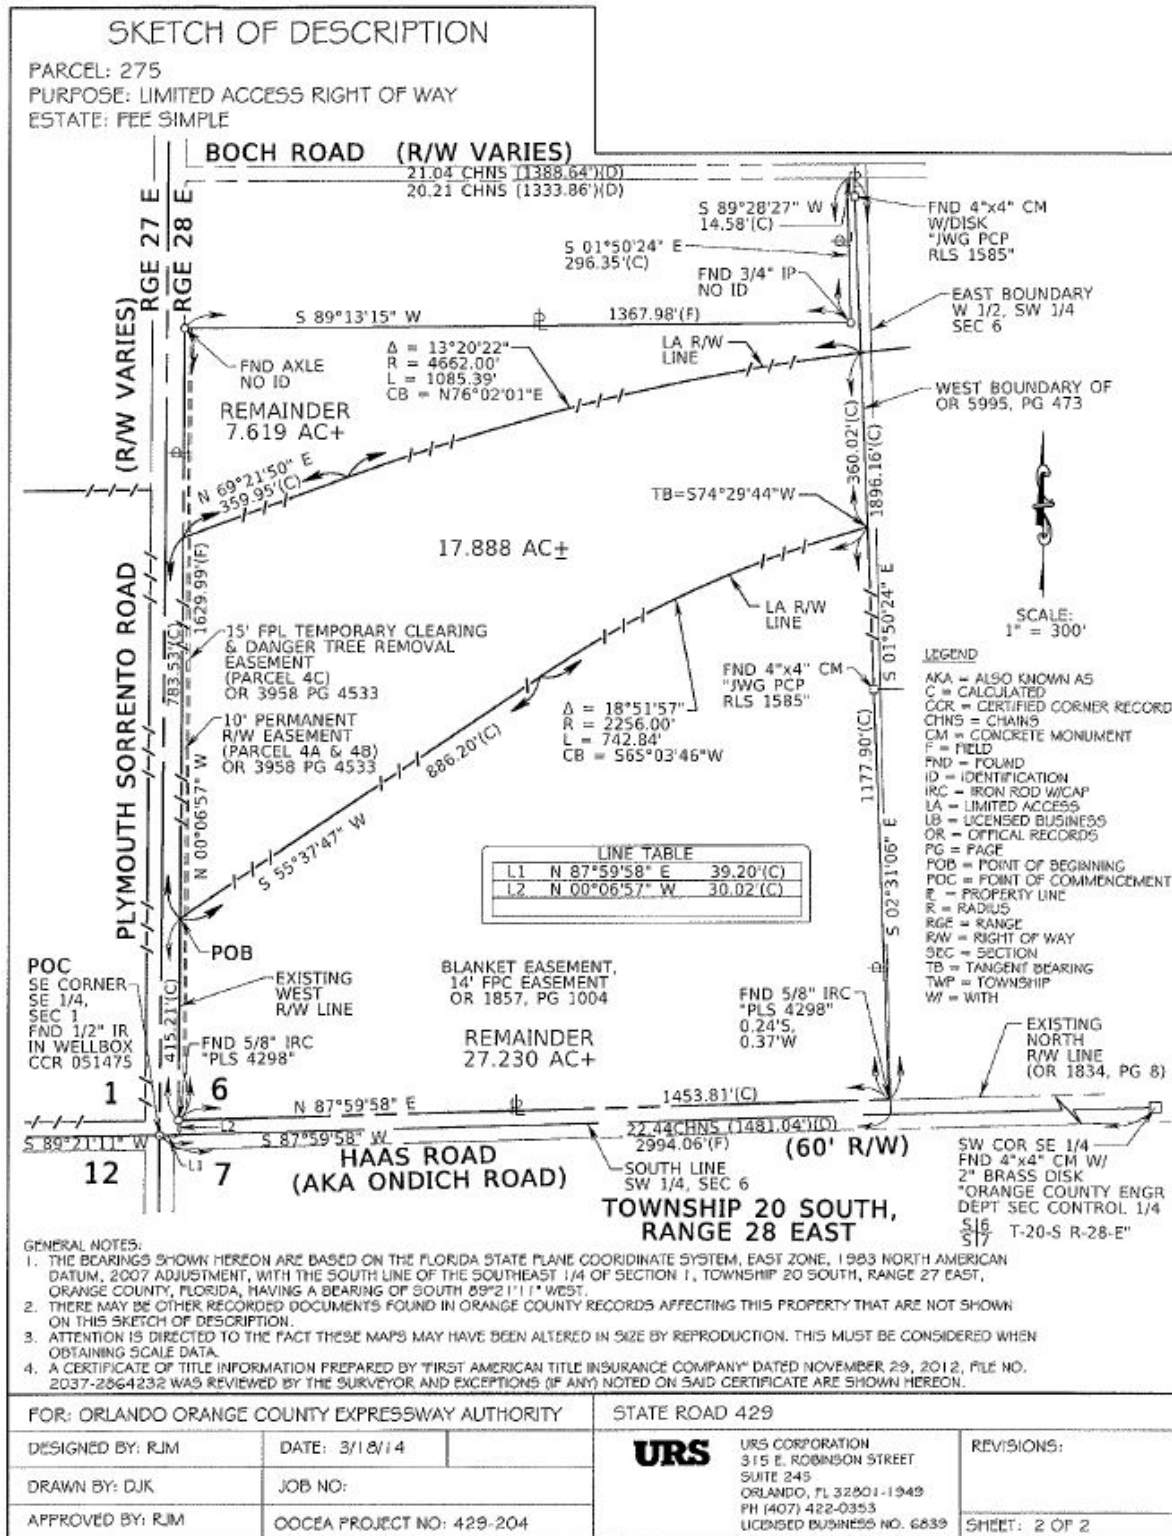 SKETCH OF DESCRIPTION
PARCEL: 275
PURPOSE: LIMITED ACCESS RIGHT OF WAY
ESTATE: FEE SIMPLE
BOCH ROAD (R/W VARIES)
21.04 CHNS (1388.64')(D)
20.21 CHNS (1333.86')(D)
RGE 27 E
RGE 28 E
(R/W VARIES)
PLYMOUTH SORRENTO ROAD
S 89°28'27" W
14.58'(C)
S 01°50'24" E
296.35'(C)
FND 3/4" IP
NO ID
FND 4"x4" CM
W/DISK
"JWG PCP
RLS 1585"
EAST BOUNDARY
W 1/2, SW 1/4
SEC 6
WEST BOUNDARY OF
OR 5995, PG 473
S 89°13'15" W
1367.98'(F)
FND AXLE
NO ID
Δ = 13°20'22"
R = 4662.00'
L = 1085.39'
CB = N76°02'01"E
LA R/W
LINE
REMAINDER
7.619 AC+
N 69°21'50" E
359.95'(C)
360.02'(C)
1896.16'(C)
TB=S74°29'44"W
17.888 AC±
1629.99'(F)
783.53'(C)
15' FPL TEMPORARY CLEARING
& DANGER TREE REMOVAL
EASEMENT
(PARCEL 4C)
OR 3958 PG 4533
10' PERMANENT
R/W EASEMENT
(PARCEL 4A & 4B)
OR 3958 PG 4533
N 00°06'57" W
LA R/W
LINE
S 01°50'24" E
FND 4"x4" CM
"JWG PCP
RLS 1585"
Δ = 18°51'57"
R = 2256.00'
L = 742.84'
CB = S65°03'46"W
886.20'(C)
S 55°37'47" W
1177.90'(C)
S 02°31'06" E
SCALE:
1" = 300'
LEGEND
AKA = ALSO KNOWN AS
C = CALCULATED
CCR = CERTIFIED CORNER RECORD
CHNS = CHAINS
CM = CONCRETE MONUMENT
F = FIELD
FND = FOUND
ID = IDENTIFICATION
IRC = IRON ROD W/CAP
LA = LIMITED ACCESS
LB = LICENSED BUSINESS
OR = OFFICAL RECORDS
PG = PAGE
POB = POINT OF BEGINNING
POC = POINT OF COMMENCEMENT
= PROPERTY LINE
R = RADIUS
RGE = RANGE
R/W = RIGHT OF WAY
SEC = SECTION
TB = TANGENT BEARING
TWP = TOWNSHIP
W/ = WITH
LINE TABLE
L1 N 87°59'58" E 39.20'(C)
L2 N 00°06'57" W 30.02'(C)
POB
POC
SE CORNER
SE 1/4,
SEC 1
FND 1/2" IR
IN WELLBOX
CCR 051475
415.21'(C)
EXISTING
WEST
R/W LINE
FND 5/8" IRC
"PLS 4298"
BLANKET EASEMENT,
14' FPC EASEMENT
OR 1857, PG 1004
REMAINDER
27.230 AC+
FND 5/8" IRC
"PLS 4298"
0.24'S,
0.37'W
EXISTING
NORTH
R/W LINE
(OR 1834, PG 8)
1
6
N 87°59'58" E
1453.81'(C)
L2
22.44CHNS (1481.04')(D)
2994.06'(F)
S 89°21'11" W
S 87°59'58" W
L1
12
7
HAAS ROAD
(AKA ONDICH ROAD)
(60' R/W)
SOUTH LINE
SW 1/4, SEC 6
TOWNSHIP 20 SOUTH,
RANGE 28 EAST
SW COR SE 1/4
FND 4"x4" CM W/
2" BRASS DISK
"ORANGE COUNTY ENGR
DEPT SEC CONTROL 1/4
S|6
S|7 T-20-S R-28-E"
GENERAL NOTES:
1. THE BEARINGS SHOWN HEREON ARE BASED ON THE FLORIDA STATE PLANE COORIDINATE SYSTEM, EAST ZONE, 1983 NORTH AMERICAN
DATUM, 2007 ADJUSTMENT, WITH THE SOUTH LINE OF THE SOUTHEAST 1/4 OF SECTION 1, TOWNSHIP 20 SOUTH, RANGE 27 EAST,
ORANGE COUNTY, FLORIDA, HAVING A BEARING OF SOUTH 89°21'11" WEST.
2. THERE MAY BE OTHER RECORDED DOCUMENTS FOUND IN ORANGE COUNTY RECORDS AFFECTING THIS PROPERTY THAT ARE NOT SHOWN
ON THIS SKETCH OF DESCRIPTION.
3. ATTENTION IS DIRECTED TO THE FACT THESE MAPS MAY HAVE BEEN ALTERED IN SIZE BY REPRODUCTION. THIS MUST BE CONSIDERED WHEN
OBTAINING SCALE DATA.
4. A CERTIFICATE OF TITLE INFORMATION PREPARED BY "FIRST AMERICAN TITLE INSURANCE COMPANY" DATED NOVEMBER 29, 2012, FILE NO.
2037-2864232 WAS REVIEWED BY THE SURVEYOR AND EXCEPTIONS (IF ANY) NOTED ON SAID CERTIFICATE ARE SHOWN HEREON.
FOR: ORLANDO ORANGE COUNTY EXPRESSWAY AUTHORITY
STATE ROAD 429
DESIGNED BY: RJM
DATE: 3/18/14
DRAWN BY: DJK
JOB NO:
APPROVED BY: RJM
OOCEA PROJECT NO: 429-204
URS
URS CORPORATION
315 E. ROBINSON STREET
SUITE 245
ORLANDO, FL 32801-1949
PH (407) 422-0353
LICENSED BUSINESS NO. 6839
REVISIONS:
SHEET: 2 OF 2